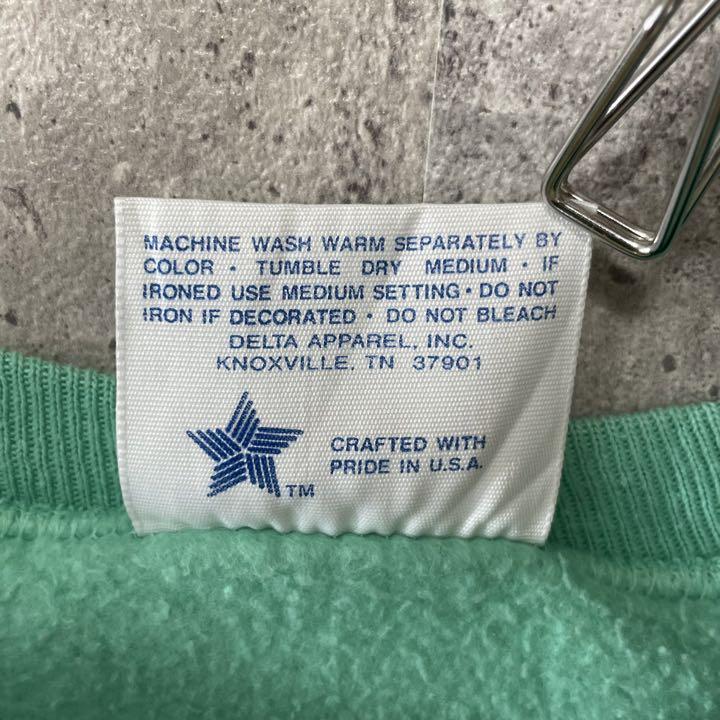 MACHINE WASH WARM SEPARATELY BY
COLOR • TUMBLE DRY MEDIUM • IF
IRONED USE MEDIUM SETTING • DO NOT
IRON IF DECORATED • DO NOT BLEACH
DELTA APPAREL, INC.
KNOXVILLE, TN 37901
CRAFTED WITH
PRIDE IN U.S.A.
TM